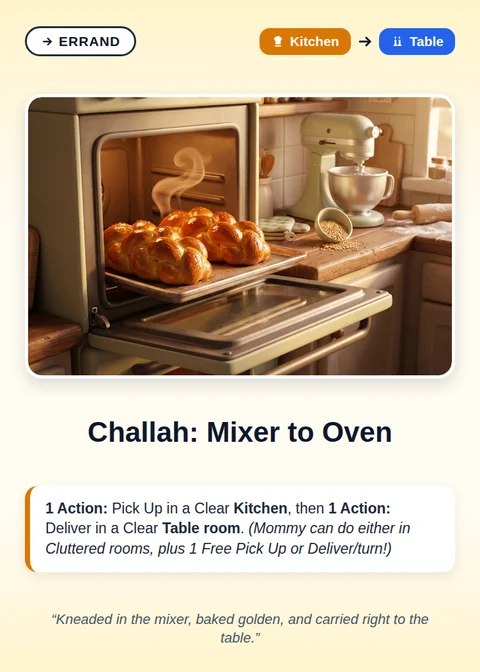 → ERRAND
Kitchen → Table
Challah: Mixer to Oven
1 Action: Pick Up in a Clear Kitchen, then 1 Action:
Deliver in a Clear Table room. (Mommy can do either in
Cluttered rooms, plus 1 Free Pick Up or Deliver/turn!)
“Kneaded in the mixer, baked golden, and carried right to the
table.”